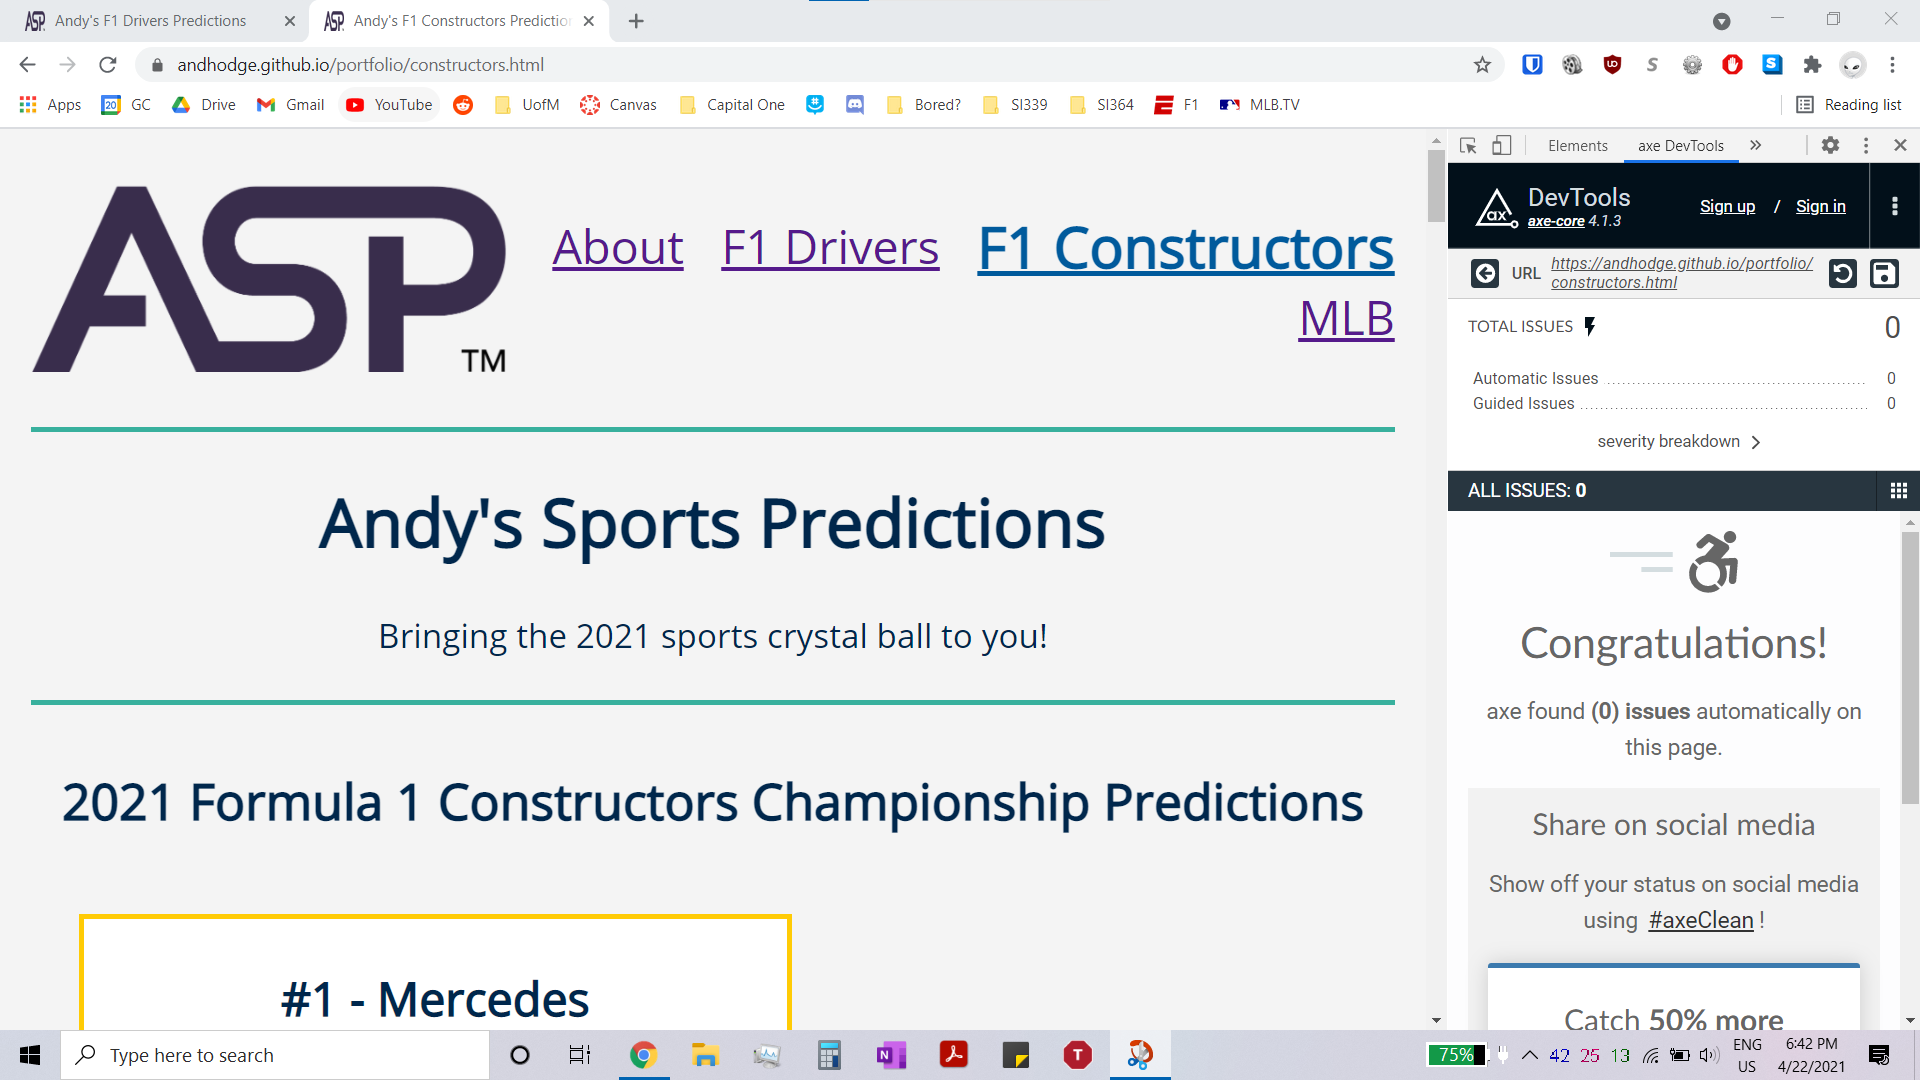 Andy's F1 Drivers Predictions
Andy's F1 Constructors Predictio
andhodge.github.io/portfolio/constructors.html
Apps
GC
Drive
Gmail
YouTube
UofM
Canvas
Capital One
Bored?
SI339
SI364
F1
MLB.TV
Reading list
ASP TM
About F1 Drivers F1 Constructors
MLB
Andy's Sports Predictions
Bringing the 2021 sports crystal ball to you!
2021 Formula 1 Constructors Championship Predictions
#1 - Mercedes
Elements
axe DevTools
ax DevTools
axe-core 4.1.3
Sign up / Sign in
URL https://andhodge.github.io/portfolio/
constructors.html
TOTAL ISSUES 0
Automatic Issues 0
Guided Issues 0
severity breakdown
ALL ISSUES: 0
Congratulations!
axe found (0) issues automatically on
this page.
Share on social media
Show off your status on social media
using #axeClean !
Catch 50% more
Type here to search
75%
42 25 13
ENG
US
6:42 PM
4/22/2021